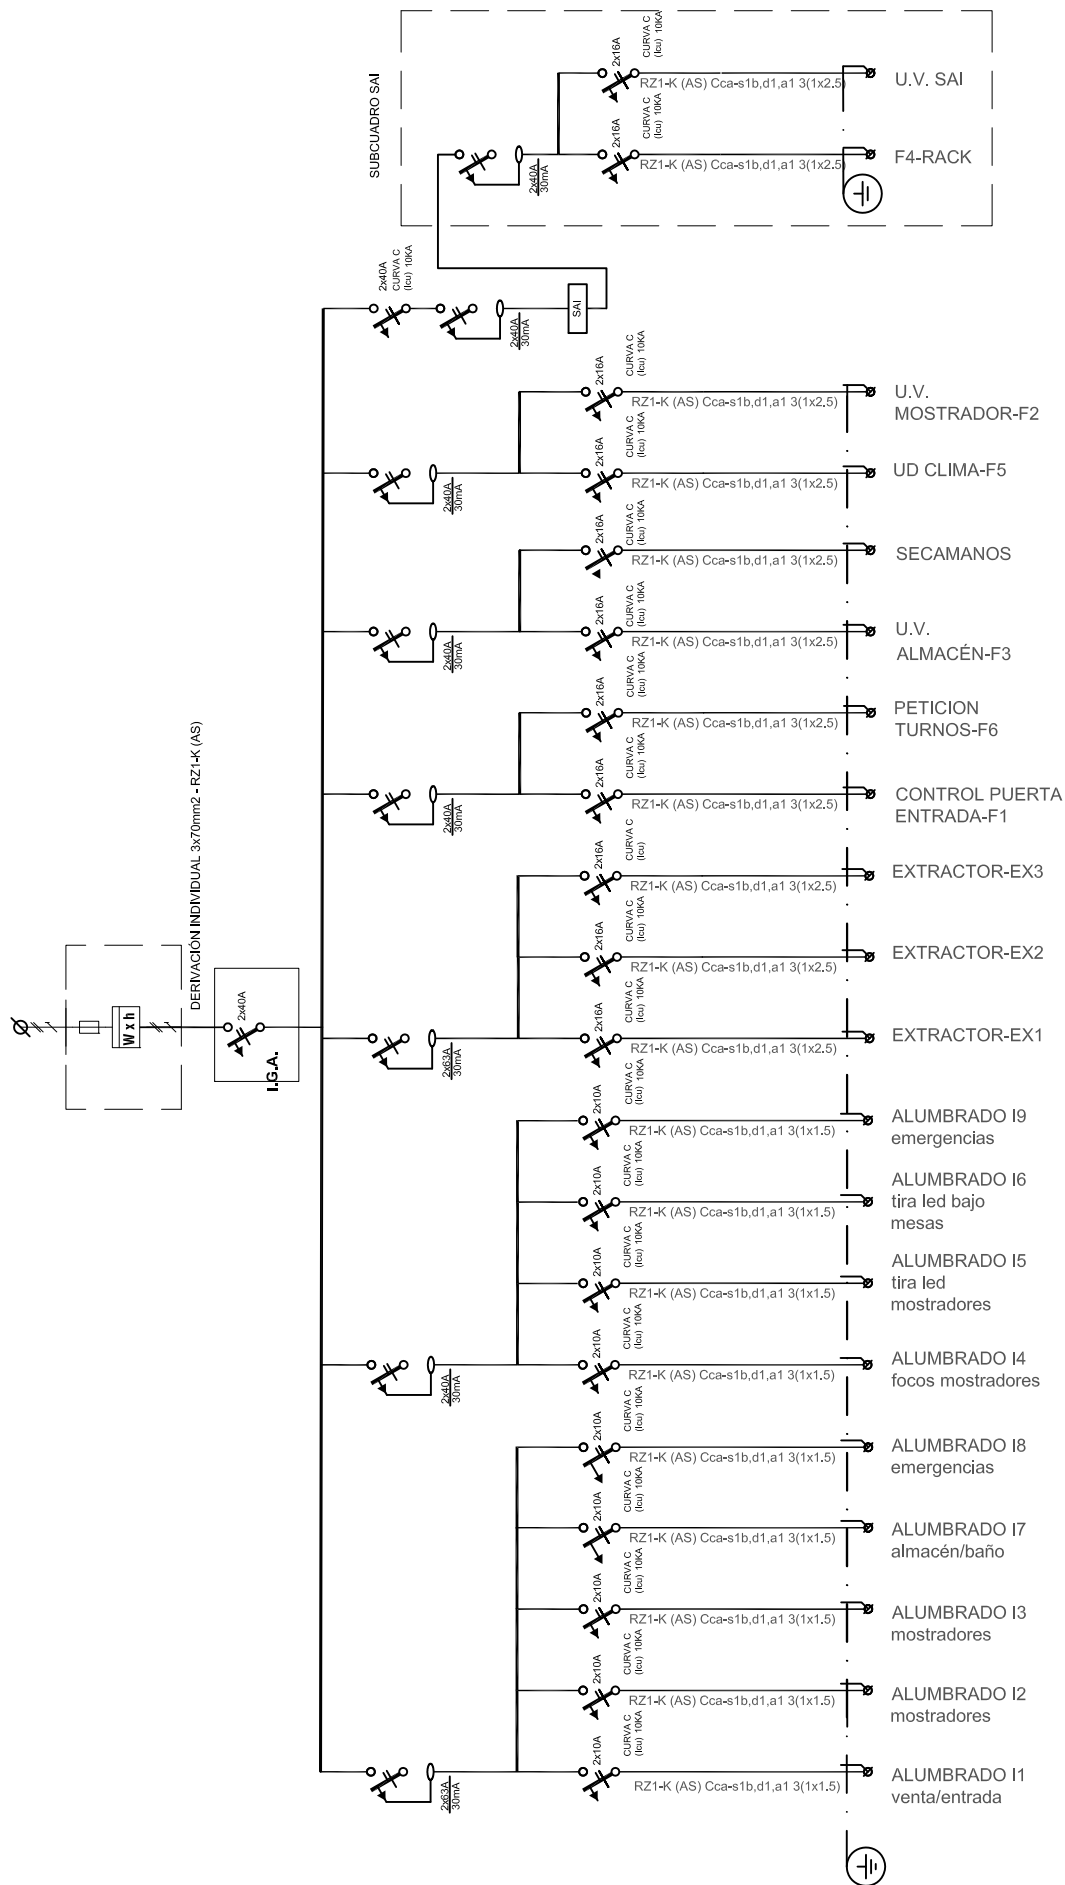 SUBCUADRO SAI
2x16A
CURVA C
(Icu) 10KA
RZ1-K (AS) Cca-s1b,d1,a1 3(1x2.5)
U.V. SAI
2x40A
30mA
2x16A
CURVA C
(Icu) 10KA
RZ1-K (AS) Cca-s1b,d1,a1 3(1x2.5)
F4-RACK
2x40A
CURVA C
(Icu) 10KA
2x40A
30mA
SAI
2x16A
CURVA C
(Icu) 10KA
RZ1-K (AS) Cca-s1b,d1,a1 3(1x2.5)
U.V.
MOSTRADOR-F2
2x40A
30mA
2x16A
CURVA C
(Icu) 10KA
RZ1-K (AS) Cca-s1b,d1,a1 3(1x2.5)
UD CLIMA-F5
2x16A
CURVA C
(Icu) 10KA
RZ1-K (AS) Cca-s1b,d1,a1 3(1x2.5)
SECAMANOS
2x40A
30mA
2x16A
CURVA C
(Icu) 10KA
RZ1-K (AS) Cca-s1b,d1,a1 3(1x2.5)
U.V.
ALMACÉN-F3
2x16A
CURVA C
(Icu) 10KA
RZ1-K (AS) Cca-s1b,d1,a1 3(1x2.5)
PETICION
TURNOS-F6
2x40A
30mA
2x16A
CURVA C
(Icu) 10KA
RZ1-K (AS) Cca-s1b,d1,a1 3(1x2.5)
CONTROL PUERTA
ENTRADA-F1
DERIVACIÓN INDIVIDUAL 3x70mm2 - RZ1-K (AS)
W x h
2x40A
I.G.A.
2x16A
CURVA C
(Icu)
RZ1-K (AS) Cca-s1b,d1,a1 3(1x2.5)
EXTRACTOR-EX3
2x16A
CURVA C
(Icu) 10KA
RZ1-K (AS) Cca-s1b,d1,a1 3(1x2.5)
EXTRACTOR-EX2
2x63A
30mA
2x16A
CURVA C
(Icu) 10KA
RZ1-K (AS) Cca-s1b,d1,a1 3(1x2.5)
EXTRACTOR-EX1
2x10A
CURVA C
(Icu) 10KA
RZ1-K (AS) Cca-s1b,d1,a1 3(1x1.5)
ALUMBRADO I9
emergencias
2x10A
CURVA C
(Icu) 10KA
RZ1-K (AS) Cca-s1b,d1,a1 3(1x1.5)
ALUMBRADO I6
tira led bajo
mesas
2x10A
CURVA C
(Icu) 10KA
RZ1-K (AS) Cca-s1b,d1,a1 3(1x1.5)
ALUMBRADO I5
tira led
mostradores
2x40A
30mA
2x10A
CURVA C
(Icu) 10KA
RZ1-K (AS) Cca-s1b,d1,a1 3(1x1.5)
ALUMBRADO I4
focos mostradores
2x10A
CURVA C
(Icu) 10KA
RZ1-K (AS) Cca-s1b,d1,a1 3(1x1.5)
ALUMBRADO I8
emergencias
2x10A
CURVA C
(Icu) 10KA
RZ1-K (AS) Cca-s1b,d1,a1 3(1x1.5)
ALUMBRADO I7
almacén/baño
2x10A
CURVA C
(Icu) 10KA
RZ1-K (AS) Cca-s1b,d1,a1 3(1x1.5)
ALUMBRADO I3
mostradores
2x10A
CURVA C
(Icu) 10KA
RZ1-K (AS) Cca-s1b,d1,a1 3(1x1.5)
ALUMBRADO I2
mostradores
2x63A
30mA
2x10A
CURVA C
(Icu) 10KA
RZ1-K (AS) Cca-s1b,d1,a1 3(1x1.5)
ALUMBRADO I1
venta/entrada